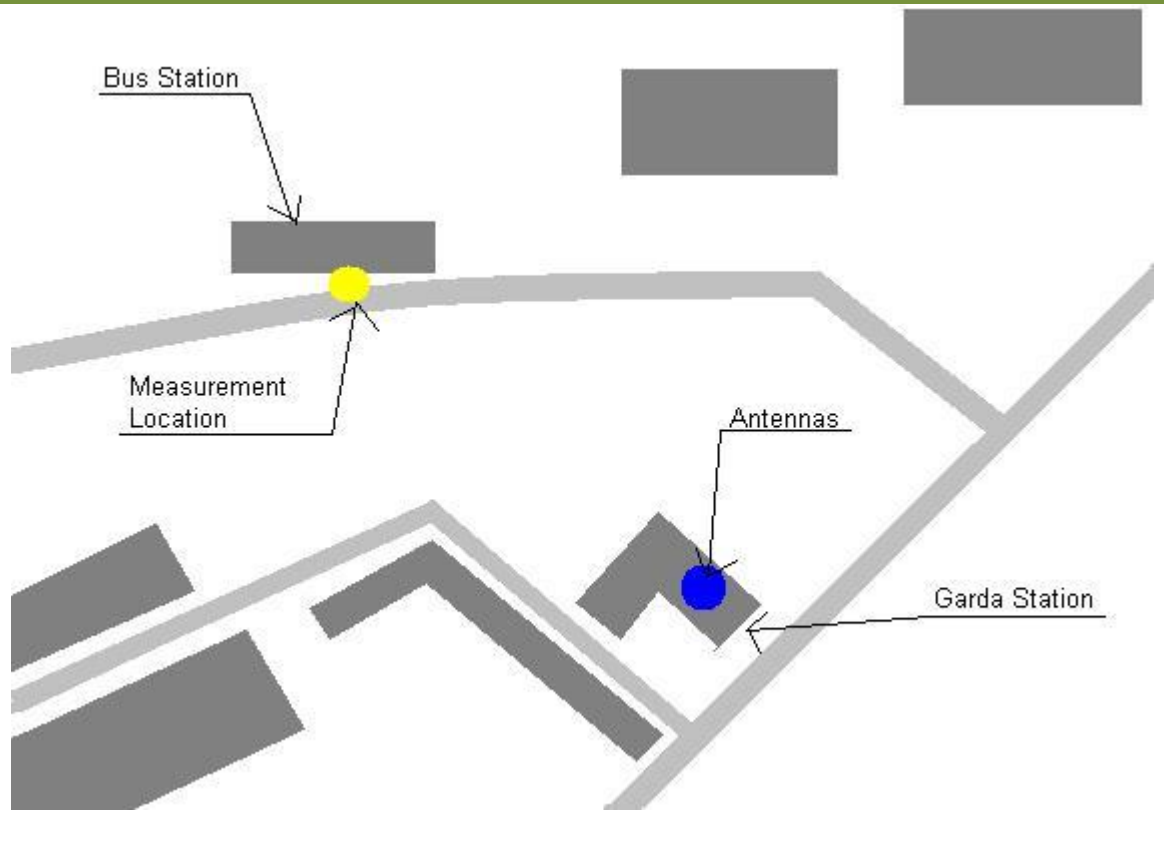 Bus Station
Measurement
Location
Antennas
Garda Station